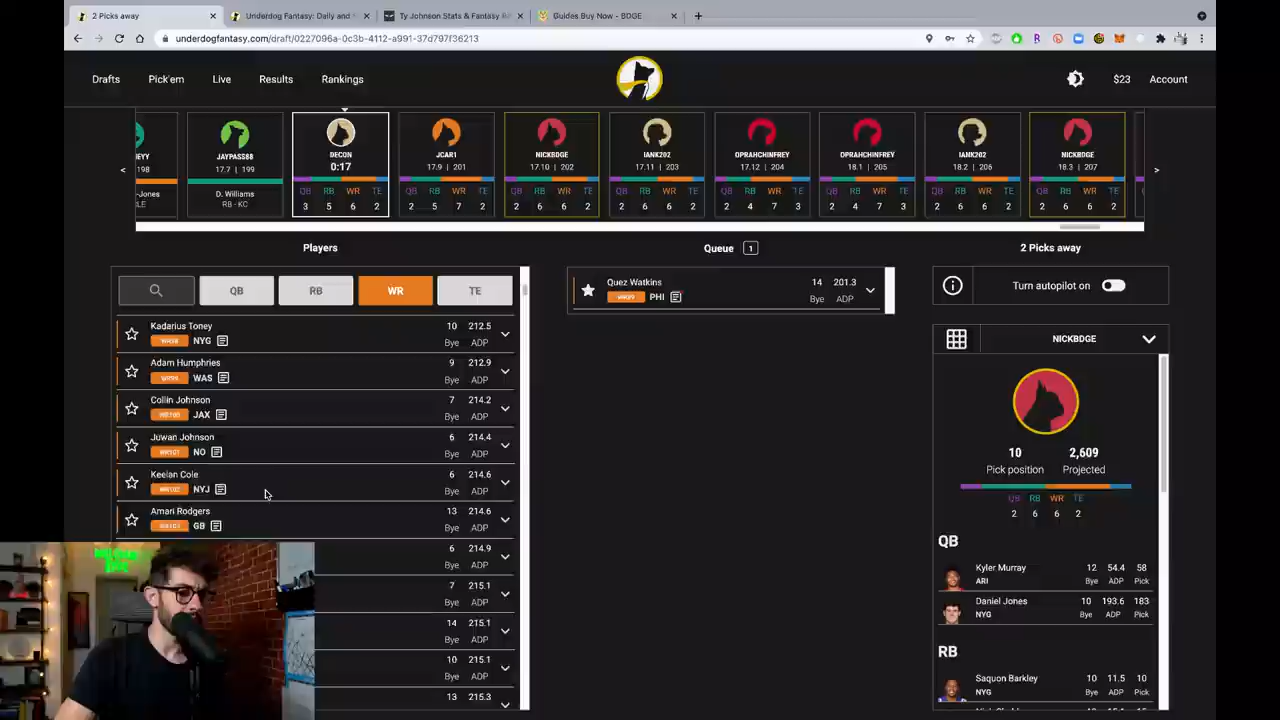 2 Picks away
Underdog Fantasy: Daily and
Ty Johnson Stats & Fantasy
Guides Buy Now - BDGE
underdogfantasy.com/draft/0227096a-0c3b-4112-a991-37d797f36213
Drafts Pick'em Live Results Rankings $23 Account
198
Jones
JAYPASS88
17.7 | 199
D. Williams
RB - KC
DECON
0:17
QB RB WR TE
3 5 6 2
JCAR1
17.9 | 201
QB RB WR TE
2 5 7 2
NICKBDGE
17.10 | 202
QB RB WR TE
2 6 6 2
IANK202
17.11 | 203
QB RB WR TE
2 6 6 2
OPRAHCHINFREY
17.12 | 204
QB RB WR TE
2 4 7 3
OPRAHCHINFREY
18.1 | 205
QB RB WR TE
2 4 7 3
IANK202
18.2 | 206
QB RB WR TE
2 6 6 2
NICKBDGE
18.3 | 207
QB RB WR TE
2 6 6 2
Players
QB RB WR TE
Kadarius Toney 10 212.5
NYG Bye ADP
Adam Humphries 9 212.9
WAS Bye ADP
Collin Johnson 7 214.2
JAX Bye ADP
Juwan Johnson 6 214.4
NO Bye ADP
Keelan Cole 6 214.6
NYJ Bye ADP
Amari Rodgers 13 214.6
GB Bye ADP
6 214.9
Bye ADP
7 215.1
Bye ADP
14 215.1
Bye ADP
10 215.1
Bye ADP
13 215.3
Queue 1
Quez Watkins 14 201.3
PHI Bye ADP
2 Picks away
Turn autopilot on
NICKBDGE
10 2,609
Pick position Projected
QB RB WR TE
2 6 6 2
QB
Kyler Murray 12 54.4 58
ARI Bye ADP Pick
Daniel Jones 10 193.6 183
NYG Bye ADP Pick
RB
Saquon Barkley 10 11.5 10
NYG Bye ADP Pick